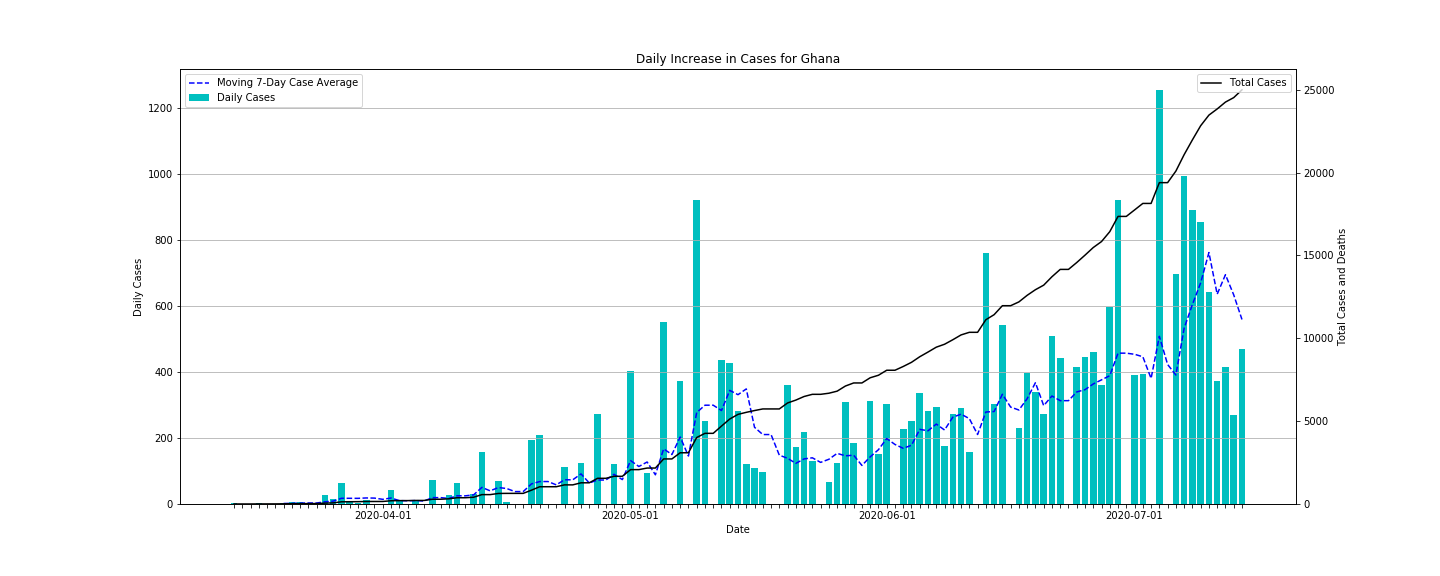 Daily Increase in Cases for Ghana
Moving 7-Day Case Average
Daily Cases
Total Cases
1200
1000
800
600
400
200
0
Daily Cases
25000
20000
15000
10000
5000
0
Total Cases and Deaths
2020-04-01
2020-05-01
2020-06-01
2020-07-01
Date